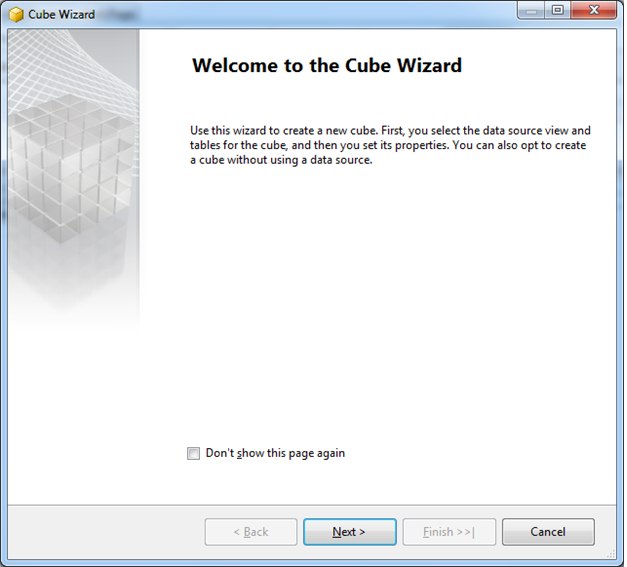 Cube Wizard
Welcome to the Cube Wizard
Use this wizard to create a new cube. First, you select the data source view and
tables for the cube, and then you set its properties. You can also opt to create
a cube without using a data source.
Don't show this page again
< Back
Next >
Finish >>|
Cancel